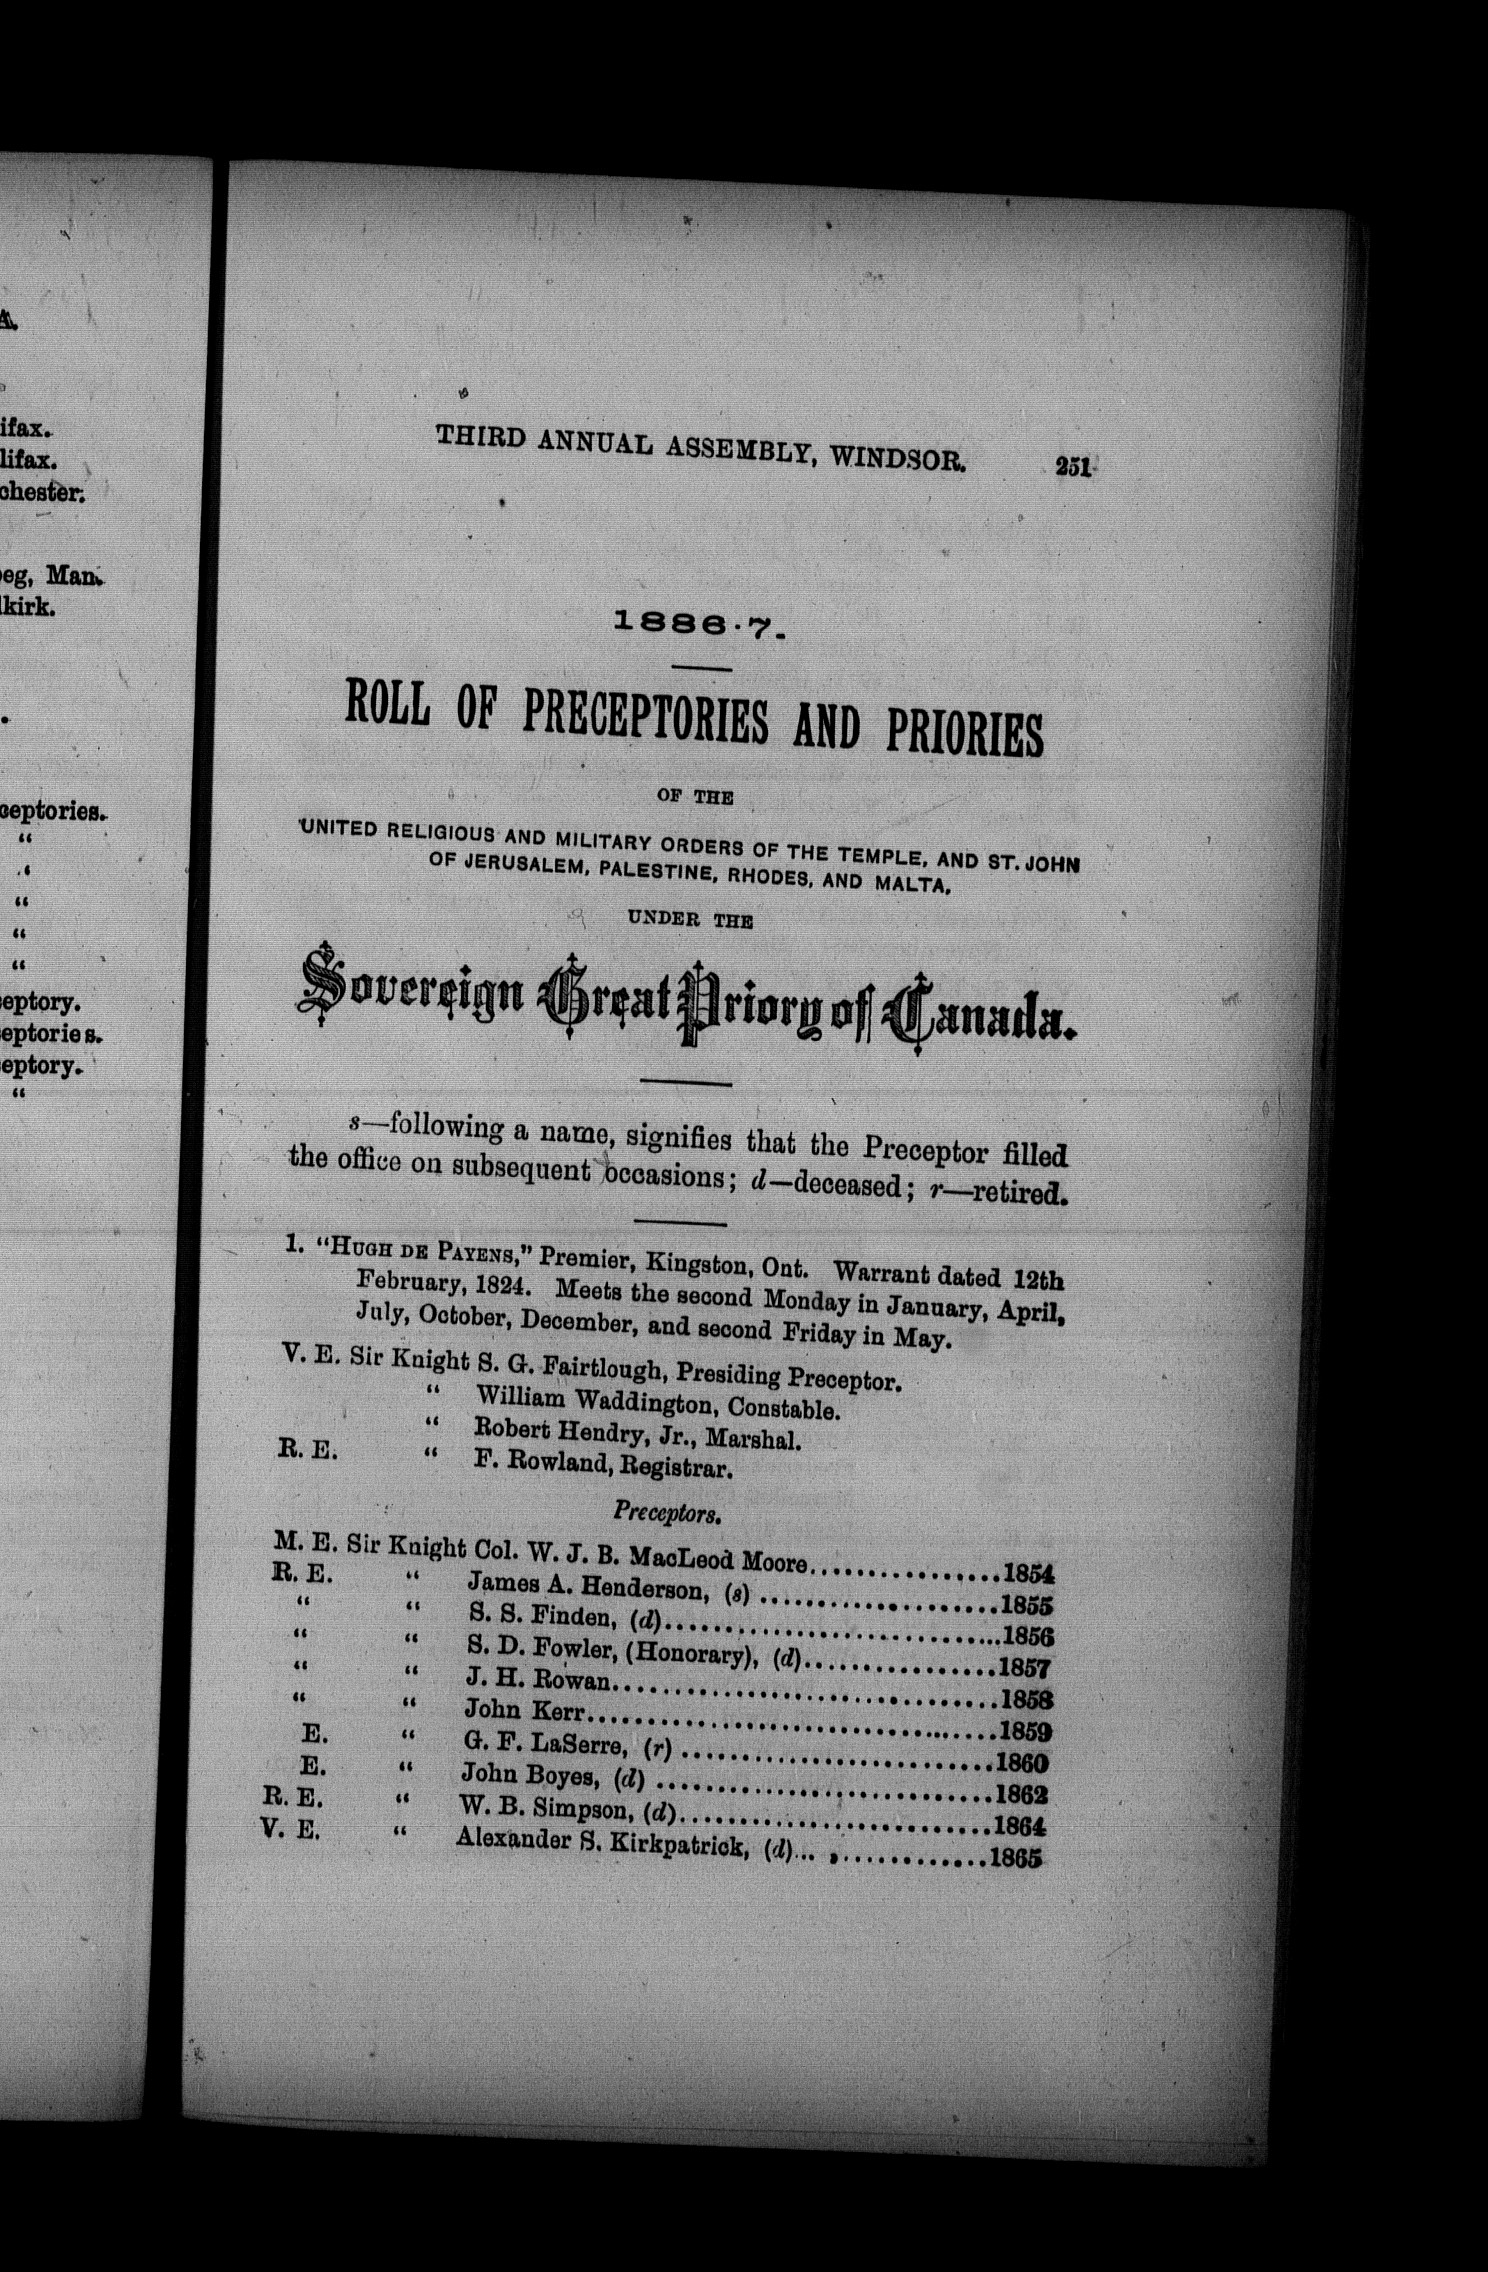 ifax.
lifax.
chester.
eg, Man.
lkirk.
ceptories.
“
“
“
“
“
eptory.
eptories.
eptory.
“
THIRD ANNUAL ASSEMBLY, WINDSOR. 251
1886-7.
ROLL OF PRECEPTORIES AND PRIORIES
OF THE
UNITED RELIGIOUS AND MILITARY ORDERS OF THE TEMPLE, AND ST. JOHN
OF JERUSALEM, PALESTINE, RHODES, AND MALTA,
UNDER THE
Sovereign Great Priory of Canada.
s—following a name, signifies that the Preceptor filled
the office on subsequent occasions; d—deceased; r—retired.
1. “HUGH DE PAYENS,” Premier, Kingston, Ont. Warrant dated 12th
February, 1824. Meets the second Monday in January, April,
July, October, December, and second Friday in May.
V. E. Sir Knight S. G. Fairtlough, Presiding Preceptor.
“ William Waddington, Constable.
“ Robert Hendry, Jr., Marshal.
R. E. “ F. Rowland, Registrar.
Preceptors.
M. E. Sir Knight Col. W. J. B. MacLeod Moore................1854
R. E. “ James A. Henderson, (s) ....................1855
“ “ S. S. Finden, (d)............................1856
“ “ S. D. Fowler, (Honorary), (d)................1857
“ “ J. H. Rowan................................1858
“ “ John Kerr..................................1859
E. “ G. F. LaSerre, (r) ..........................1860
E. “ John Boyes, (d) ............................1862
R. E. “ W. B. Simpson, (d)..........................1864
V. E. “ Alexander S. Kirkpatrick, (d)... ,............1865